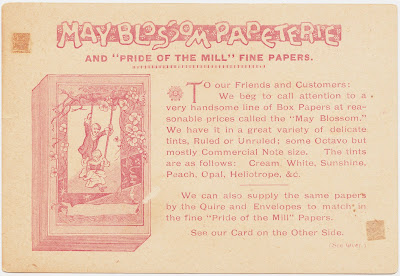 MAY BLOSSOM PAPETERIE
AND "PRIDE OF THE MILL" FINE PAPERS.
TO our Friends and Customers:
We beg to call attention to a
very handsome line of Box Papers at rea-
sonable prices called the "May Blossom."
We have it in a great variety of delicate
tints, Ruled or Unruled; some Octavo but
mostly Commercial Note size. The tints
are as follows: Cream, White, Sunshine,
Peach, Opal, Heliotrope, &c.
We can also supply the same papers
by the Quire and Envelopes to match in
the fine "Pride of the Mill" Papers.
See our Card on the Other Side.